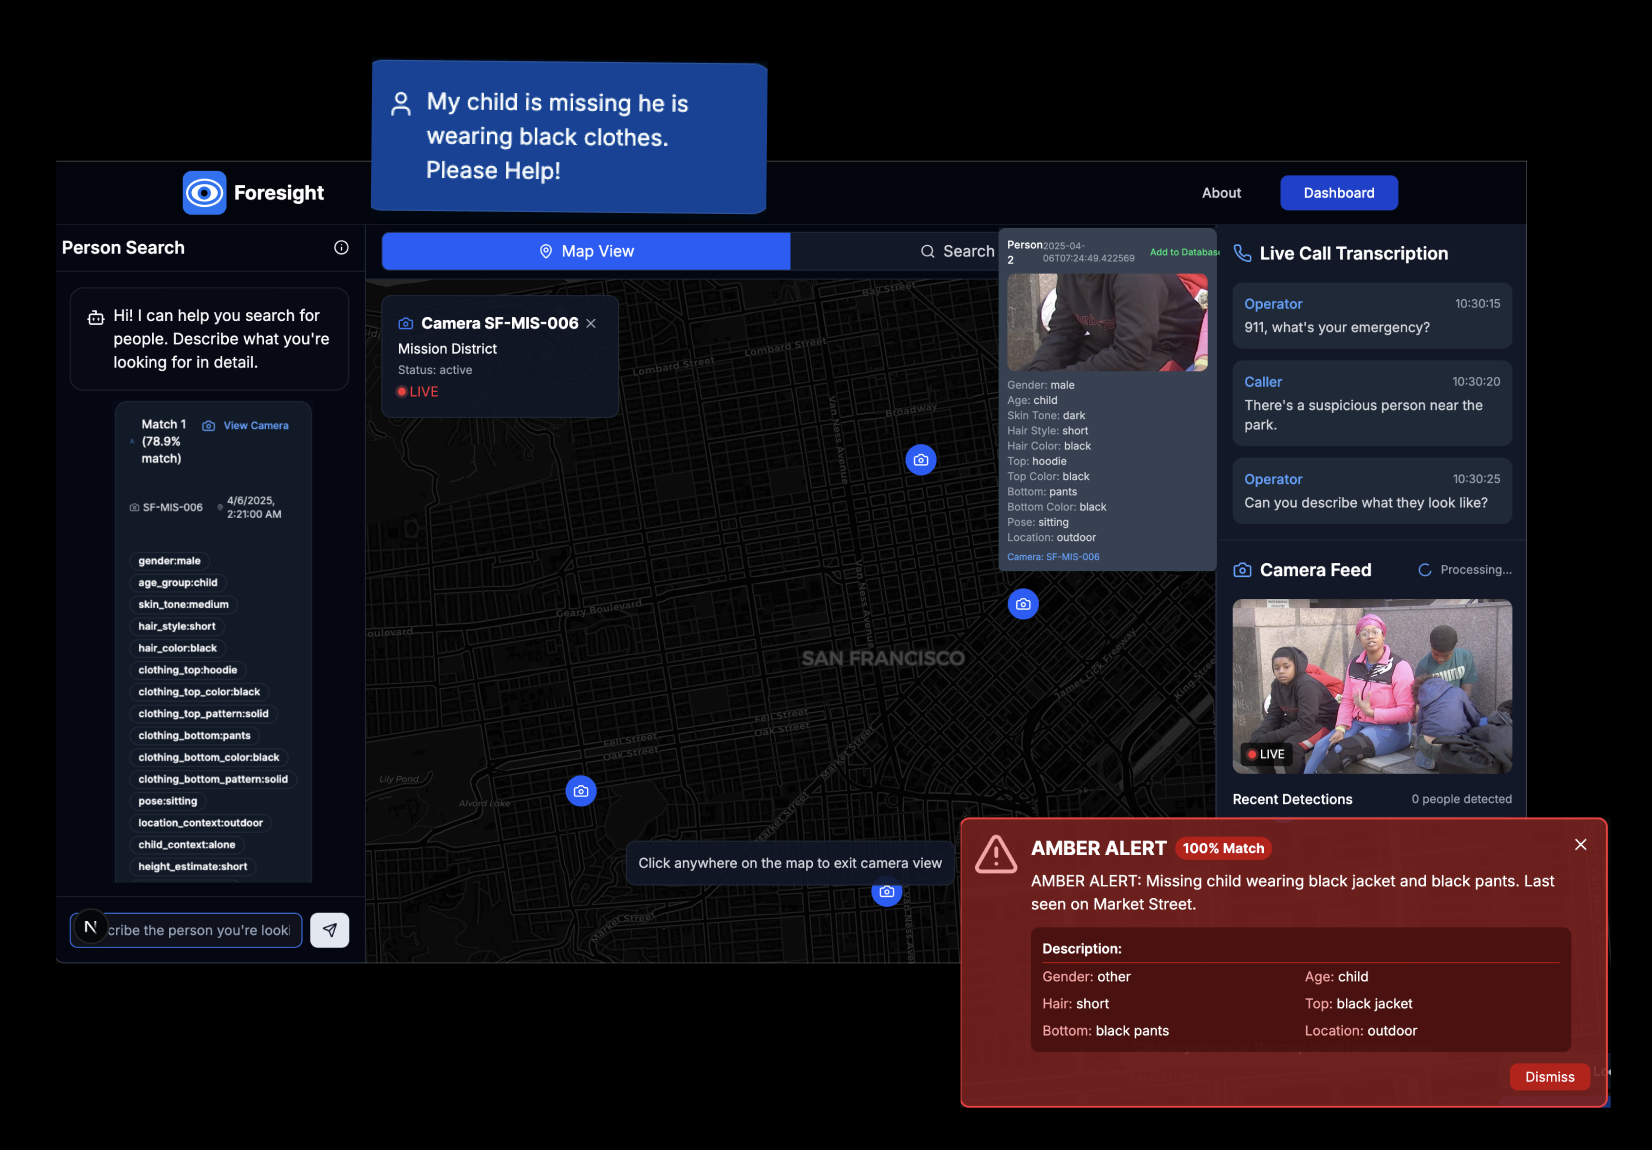 My child is missing he is
wearing black clothes.
Please Help!
Foresight
About
Dashboard
Person Search
Hi! I can help you search for
people. Describe what you're
looking for in detail.
Match 1
(78.9%
match)
View Camera
SF-MIS-006
4/6/2025,
2:21:00 AM
gender:male
age_group:child
skin_tone:medium
hair_style:short
hair_color:black
clothing_top:hoodie
clothing_top_color:black
clothing_top_pattern:solid
clothing_bottom:pants
clothing_bottom_color:black
clothing_bottom_pattern:solid
pose:sitting
location_context:outdoor
child_context:alone
height_estimate:short
N
cribe the person you're looki
Map View
Search
Camera SF-MIS-006
Mission District
Status: active
LIVE
Bay Street
Lombard Street
Lombard Street
Broadway
Van Ness Avenue
Van Ness Avenue
Geary Boulevard
oulevard
SAN FRANCISCO
James Lick Freeway
King Stree
Fell Street
Oak Street
Fell Street
Oak Street
Market Street
Lily Pond
Alvord Lake
Market Street
Market Street
Click anywhere on the map to exit camera view
Person
2
2025-04-
06T07:24:49.422569
Add to Database
Gender: male
Age: child
Skin Tone: dark
Hair Style: short
Hair Color: black
Top: hoodie
Top Color: black
Bottom: pants
Bottom Color: black
Pose: sitting
Location: outdoor
Camera: SF-MIS-006
Live Call Transcription
Operator
10:30:15
911, what's your emergency?
Caller
10:30:20
There's a suspicious person near the
park.
Operator
10:30:25
Can you describe what they look like?
Camera Feed
Processing...
LIVE
Recent Detections
0 people detected
AMBER ALERT
100% Match
AMBER ALERT: Missing child wearing black jacket and black pants. Last
seen on Market Street.
Description:
Gender: other
Age: child
Hair: short
Top: black jacket
Bottom: black pants
Location: outdoor
Dismiss